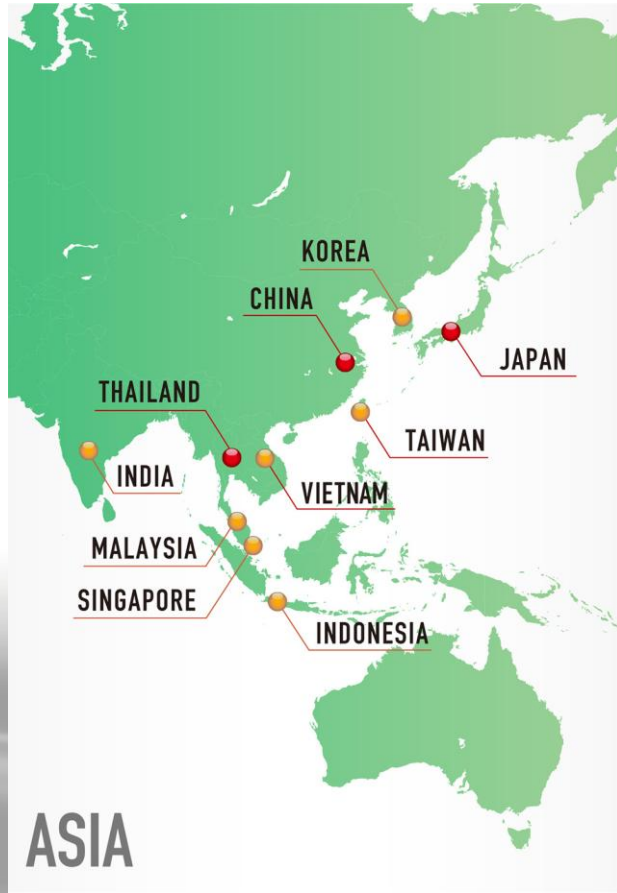 KOREA
CHINA
JAPAN
THAILAND
TAIWAN
INDIA
VIETNAM
MALAYSIA
SINGAPORE
INDONESIA
ASIA